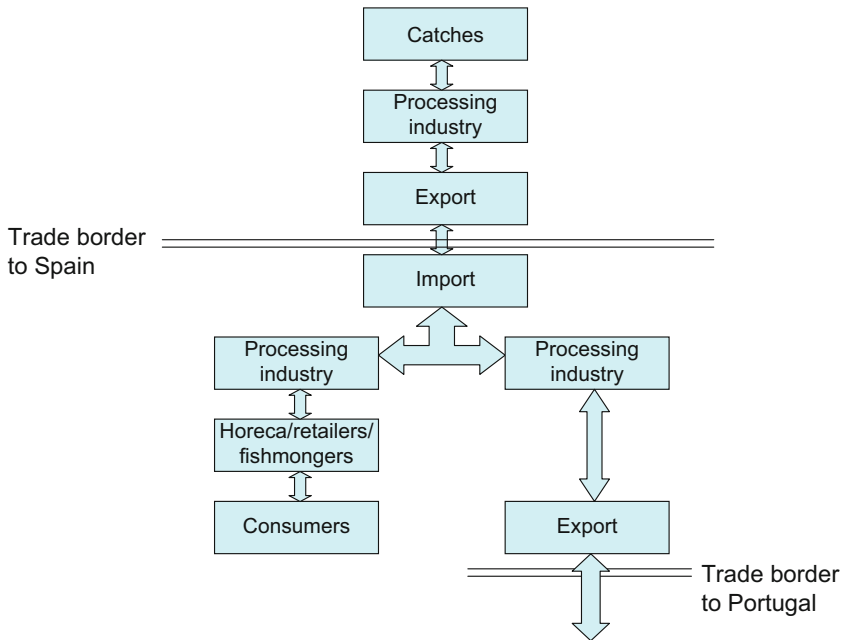 Catches
Processing
industry
Export
Trade border
to Spain
Import
Processing
industry
Processing
industry
Horeca/retailers/
fishmongers
Consumers
Export
Trade border
to Portugal